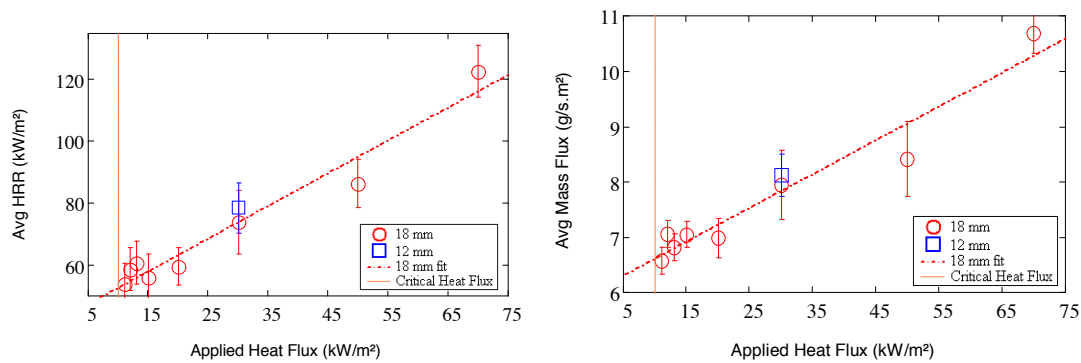 Avg HRR (kW/m²)
120
100
80
60
5 15 25 35 45 55 65 75
Applied Heat Flux (kW/m²)
18 mm
12 mm
18 mm fit
Critical Heat Flux
Avg Mass Flux (g/s.m²)
11
10
9
8
7
6
5 15 25 35 45 55 65 75
Applied Heat Flux (kW/m²)
18 mm
12 mm
18 mm fit
Critical Heat Flux